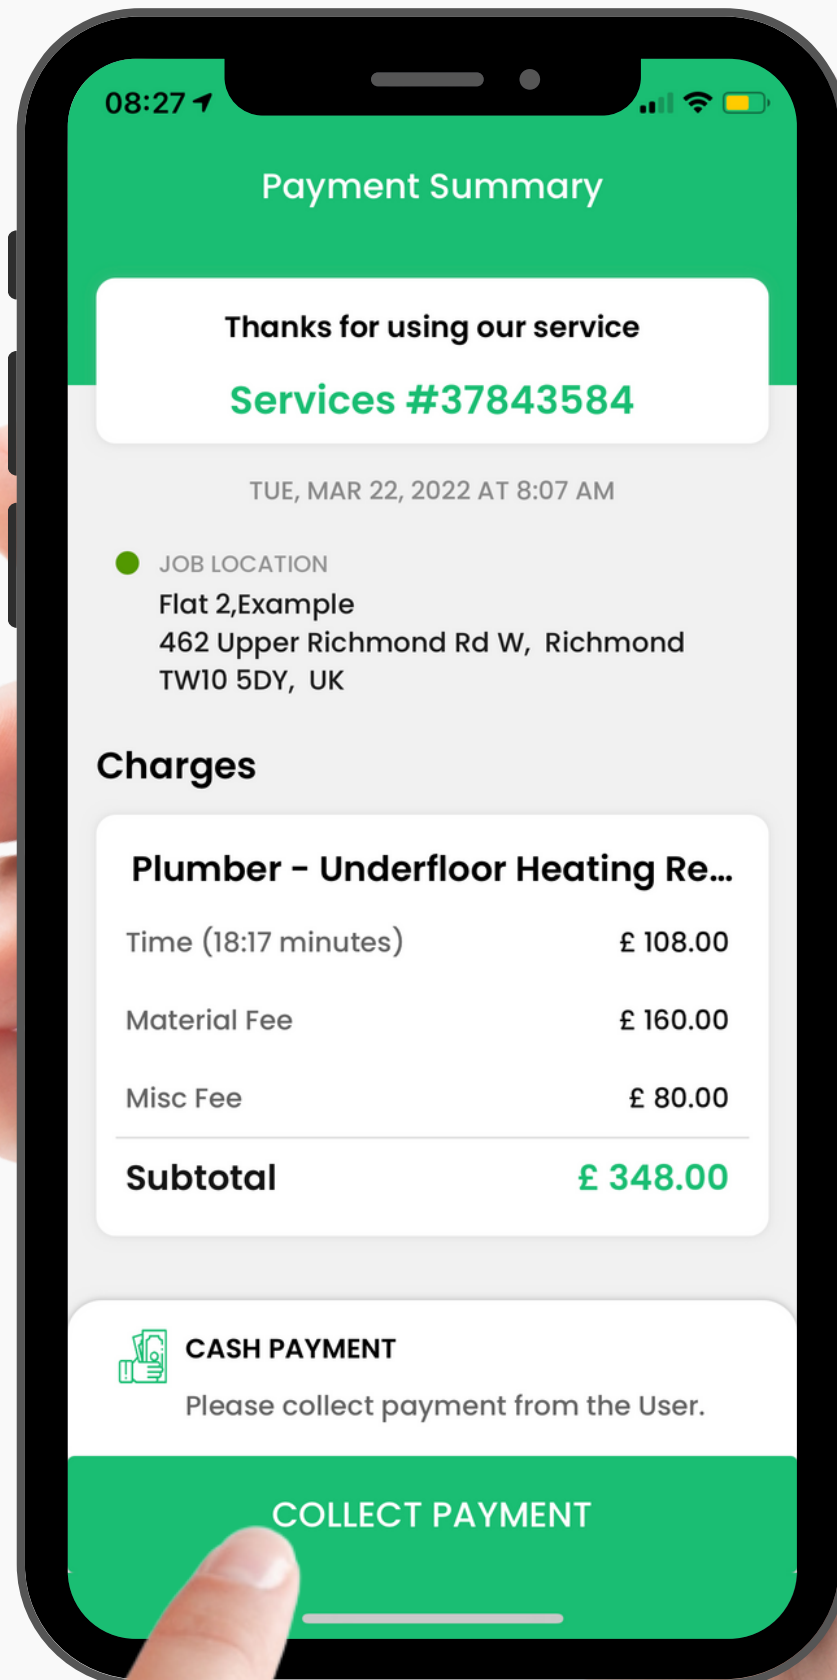 08:27
Payment Summary
Thanks for using our service
Services #37843584
TUE, MAR 22, 2022 AT 8:07 AM
JOB LOCATION
Flat 2,Example
462 Upper Richmond Rd W,  Richmond
TW10 5DY,  UK
Charges
Plumber - Underfloor Heating Re...
Time (18:17 minutes) £ 108.00
Material Fee £ 160.00
Misc Fee £ 80.00
Subtotal £ 348.00
CASH PAYMENT
Please collect payment from the User.
COLLECT PAYMENT